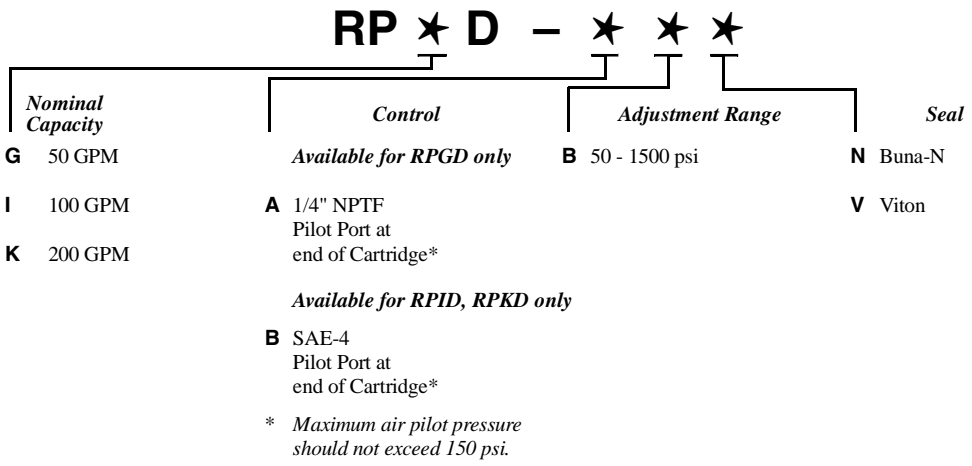 RP ✶ D – ✶ ✶ ✶
Nominal
Capacity
G 50 GPM
I 100 GPM
K 200 GPM
Control
Available for RPGD only
A 1/4" NPTF
Pilot Port at
end of Cartridge*
Available for RPID, RPKD only
B SAE-4
Pilot Port at
end of Cartridge*
* Maximum air pilot pressure
should not exceed 150 psi.
Adjustment Range
B 50 - 1500 psi
Seal
N Buna-N
V Viton